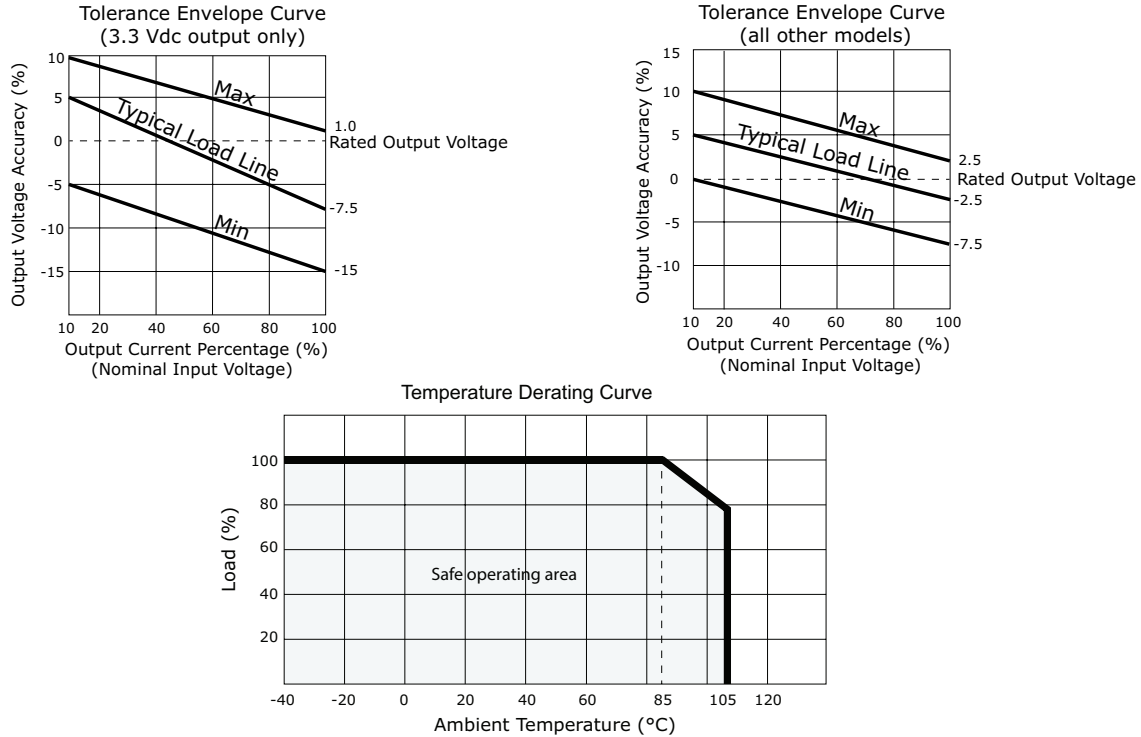 Tolerance Envelope Curve
(3.3 Vdc output only)
Output Voltage Accuracy (%)
10
5
0
-5
-10
-15
Max
Typical Load Line
Min
1.0
Rated Output Voltage
-7.5
-15
10 20 40 60 80 100
Output Current Percentage (%)
(Nominal Input Voltage)
Tolerance Envelope Curve
(all other models)
Output Voltage Accuracy (%)
15
10
5
0
-5
-10
Max
Typical Load Line
Min
2.5
Rated Output Voltage
-2.5
-7.5
10 20 40 60 80 100
Output Current Percentage (%)
(Nominal Input Voltage)
Temperature Derating Curve
Load (%)
100
80
60
40
20
Safe operating area
-40 -20 0 20 40 60 85 105 120
Ambient Temperature (°C)